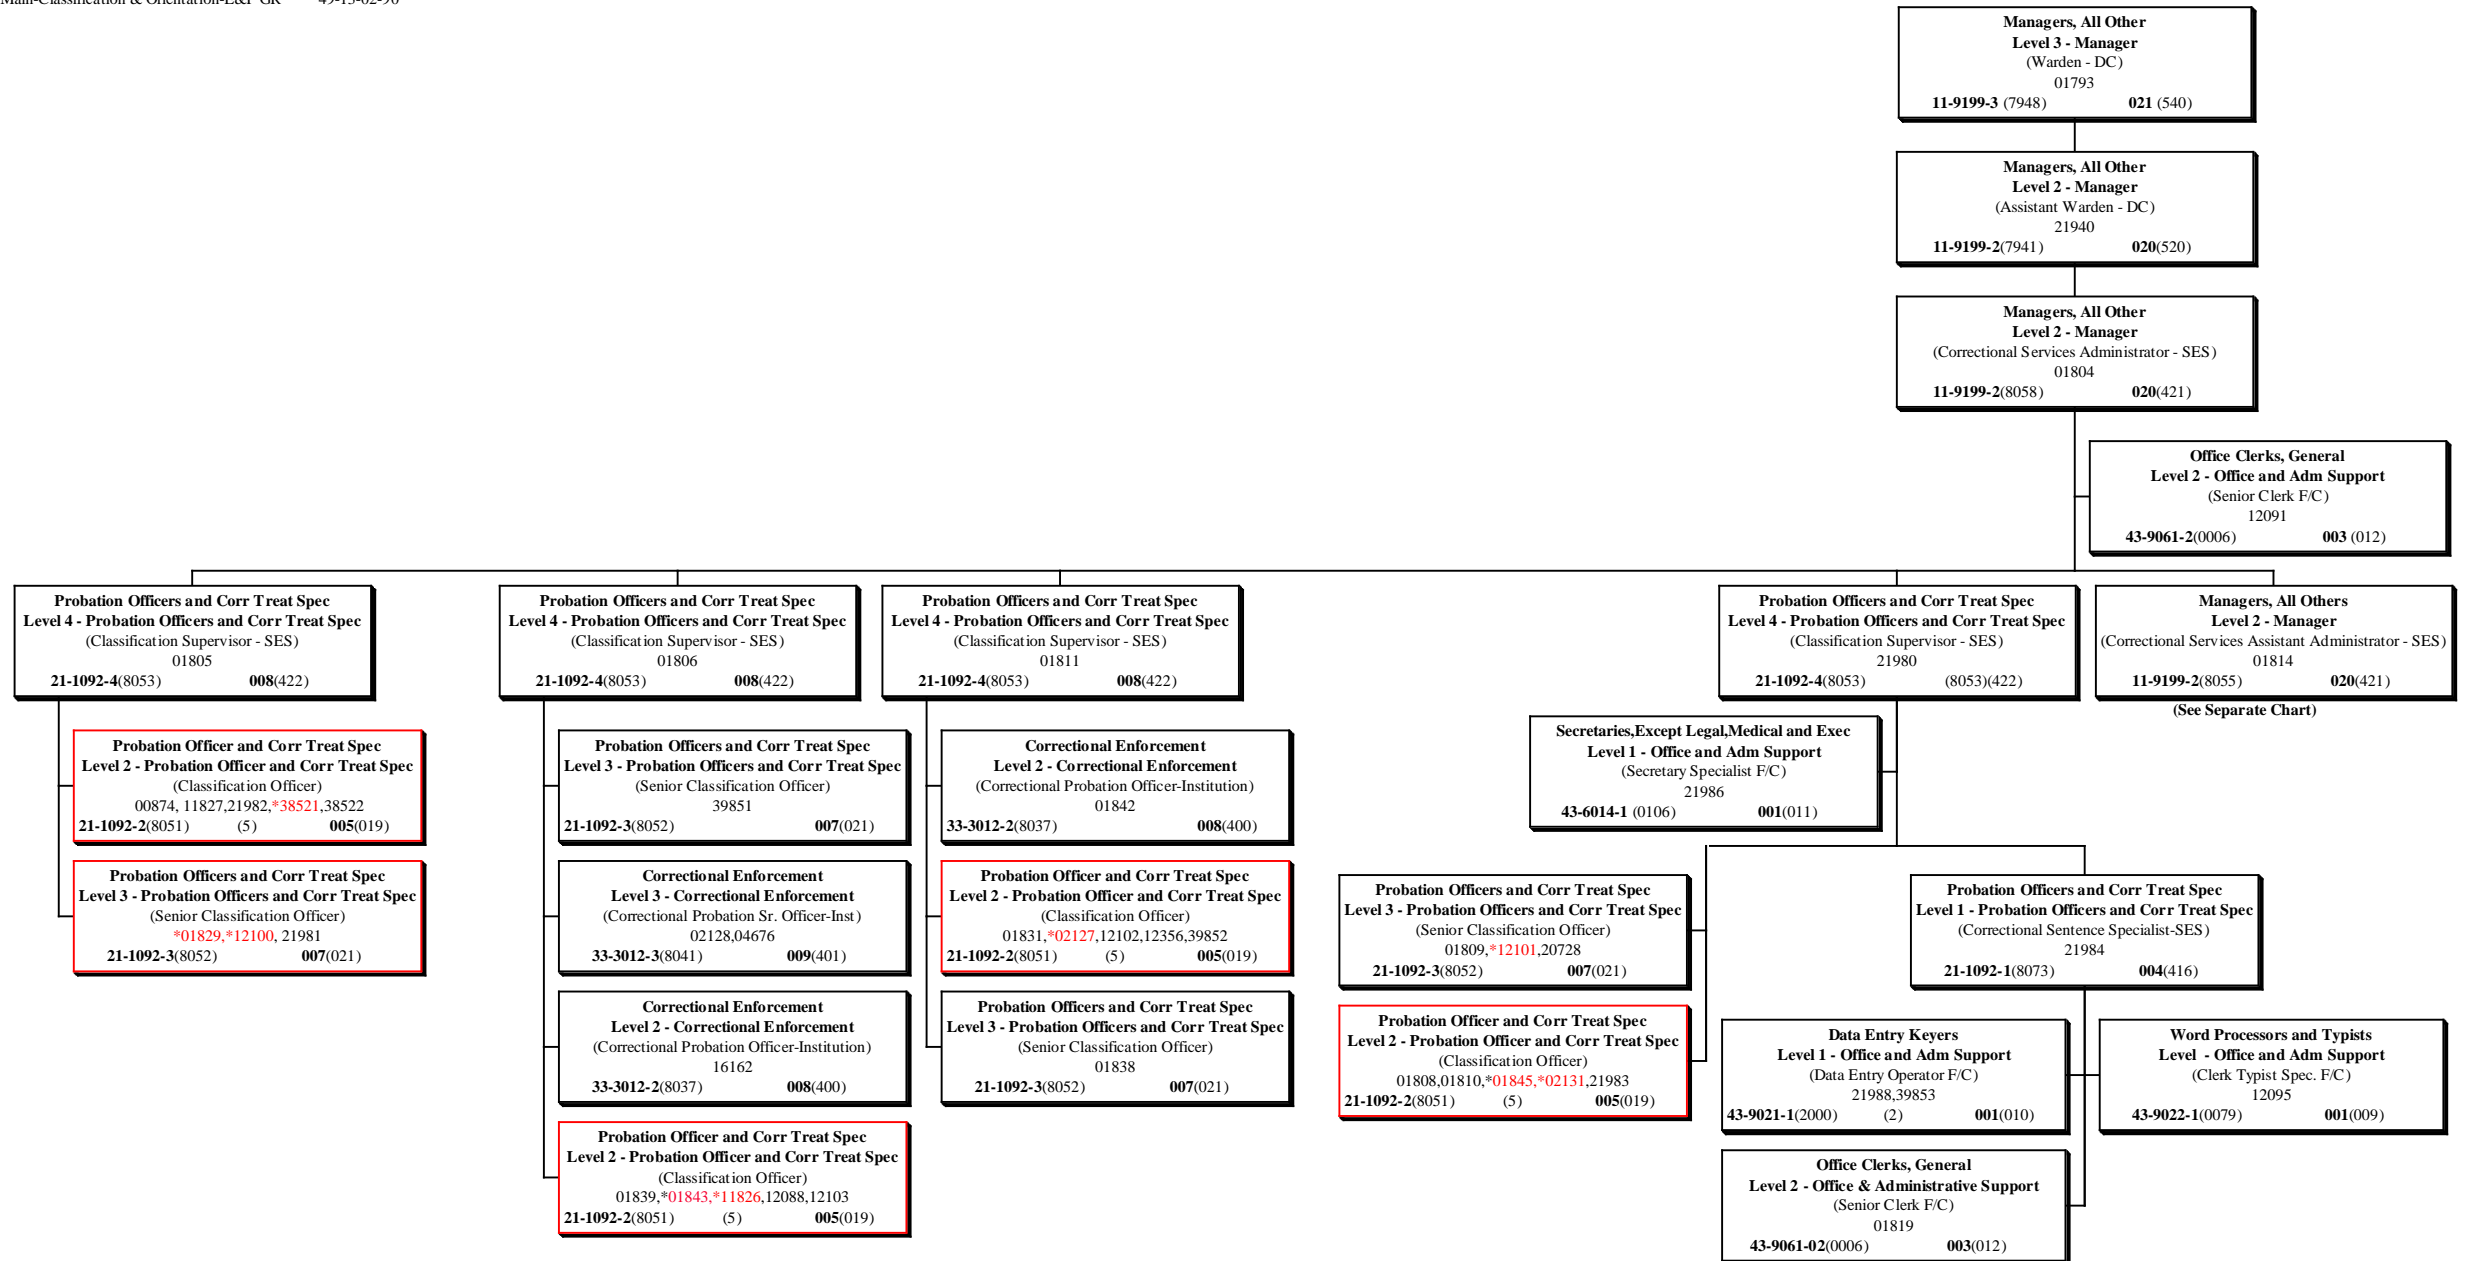 Main-Classification & Orientation-E&P GR 49-13-02-90
Managers, All Other
Level 3 - Manager
(Warden - DC)
01793
11-9199-3 (7948) 021 (540)
Managers, All Other
Level 2 - Manager
(Assistant Warden - DC)
21940
11-9199-2(7941) 020(520)
Managers, All Other
Level 2 - Manager
(Correctional Services Administrator - SES)
01804
11-9199-2(8058) 020(421)
Office Clerks, General
Level 2 - Office and Adm Support
(Senior Clerk F/C)
12091
43-9061-2(0006) 003 (012)
Probation Officers and Corr Treat Spec
Level 4 - Probation Officers and Corr Treat Spec
(Classification Supervisor - SES)
01805
21-1092-4(8053) 008(422)
Probation Officer and Corr Treat Spec
Level 2 - Probation Officer and Corr Treat Spec
(Classification Officer)
00874, 11827,21982,*38521,38522
21-1092-2(8051) (5) 005(019)
Probation Officers and Corr Treat Spec
Level 3 - Probation Officers and Corr Treat Spec
(Senior Classification Officer)
*01829,*12100, 21981
21-1092-3(8052) 007(021)
Probation Officers and Corr Treat Spec
Level 4 - Probation Officers and Corr Treat Spec
(Classification Supervisor - SES)
01806
21-1092-4(8053) 008(422)
Probation Officers and Corr Treat Spec
Level 3 - Probation Officers and Corr Treat Spec
(Senior Classification Officer)
39851
21-1092-3(8052) 007(021)
Correctional Enforcement
Level 3 - Correctional Enforcement
(Correctional Probation Sr. Officer-Inst)
02128,04676
33-3012-3(8041) 009(401)
Correctional Enforcement
Level 2 - Correctional Enforcement
(Correctional Probation Officer-Institution)
16162
33-3012-2(8037) 008(400)
Probation Officer and Corr Treat Spec
Level 2 - Probation Officer and Corr Treat Spec
(Classification Officer)
01839,*01843,*11826,12088,12103
21-1092-2(8051) (5) 005(019)
Probation Officers and Corr Treat Spec
Level 4 - Probation Officers and Corr Treat Spec
(Classification Supervisor - SES)
01811
21-1092-4(8053) 008(422)
Correctional Enforcement
Level 2 - Correctional Enforcement
(Correctional Probation Officer-Institution)
01842
33-3012-2(8037) 008(400)
Probation Officer and Corr Treat Spec
Level 2 - Probation Officer and Corr Treat Spec
(Classification Officer)
01831,*02127,12102,12356,39852
21-1092-2(8051) (5) 005(019)
Probation Officers and Corr Treat Spec
Level 3 - Probation Officers and Corr Treat Spec
(Senior Classification Officer)
01838
21-1092-3(8052) 007(021)
Probation Officers and Corr Treat Spec
Level 4 - Probation Officers and Corr Treat Spec
(Classification Supervisor - SES)
21980
21-1092-4(8053) (8053)(422)
Secretaries,Except Legal,Medical and Exec
Level 1 - Office and Adm Support
(Secretary Specialist F/C)
21986
43-6014-1 (0106) 001(011)
Probation Officers and Corr Treat Spec
Level 3 - Probation Officers and Corr Treat Spec
(Senior Classification Officer)
01809,*12101,20728
21-1092-3(8052) 007(021)
Probation Officer and Corr Treat Spec
Level 2 - Probation Officer and Corr Treat Spec
(Classification Officer)
01808,01810,*01845,*02131,21983
21-1092-2(8051) (5) 005(019)
Probation Officers and Corr Treat Spec
Level 1 - Probation Officers and Corr Treat Spec
(Correctional Sentence Specialist-SES)
21984
21-1092-1(8073) 004(416)
Data Entry Keyers
Level 1 - Office and Adm Support
(Data Entry Operator F/C)
21988,39853
43-9021-1(2000) (2) 001(010)
Word Processors and Typists
Level - Office and Adm Support
(Clerk Typist Spec. F/C)
12095
43-9022-1(0079) 001(009)
Office Clerks, General
Level 2 - Office & Administrative Support
(Senior Clerk F/C)
01819
43-9061-02(0006) 003(012)
Managers, All Others
Level 2 - Manager
(Correctional Services Assistant Administrator - SES)
01814
11-9199-2(8055) 020(421)
(See Separate Chart)